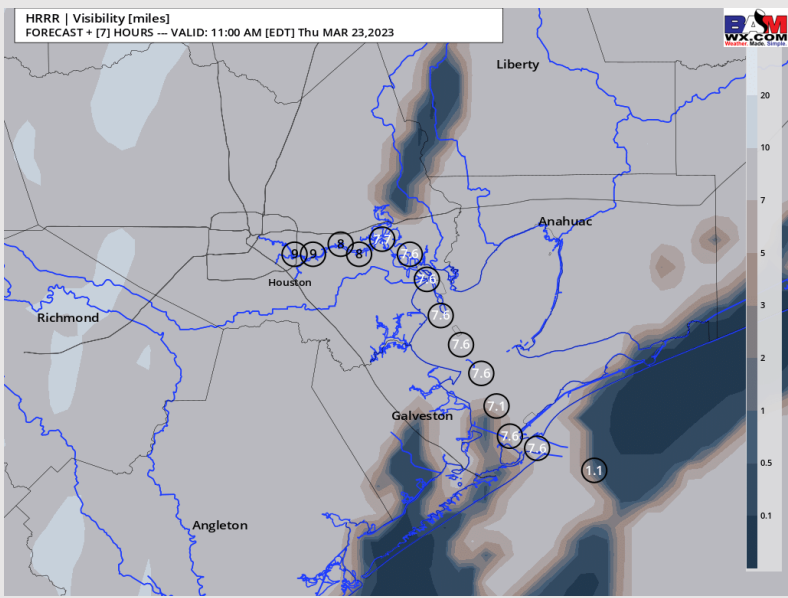 HRRR | Visibility [miles]
FORECAST + [7] HOURS --- VALID: 11:00 AM [EDT] Thu MAR 23,2023
BAM
WX.COM
Weather. Made. Simple.
Liberty
20
10
7
Anahuac
9 9 8 8 7.7 7.6
5
7.6
Houston
3
Richmond
7.6
7.6
2
7.6
7.1
1
Galveston
7.6 7.6
0.5
1.1
0.1
Angleton